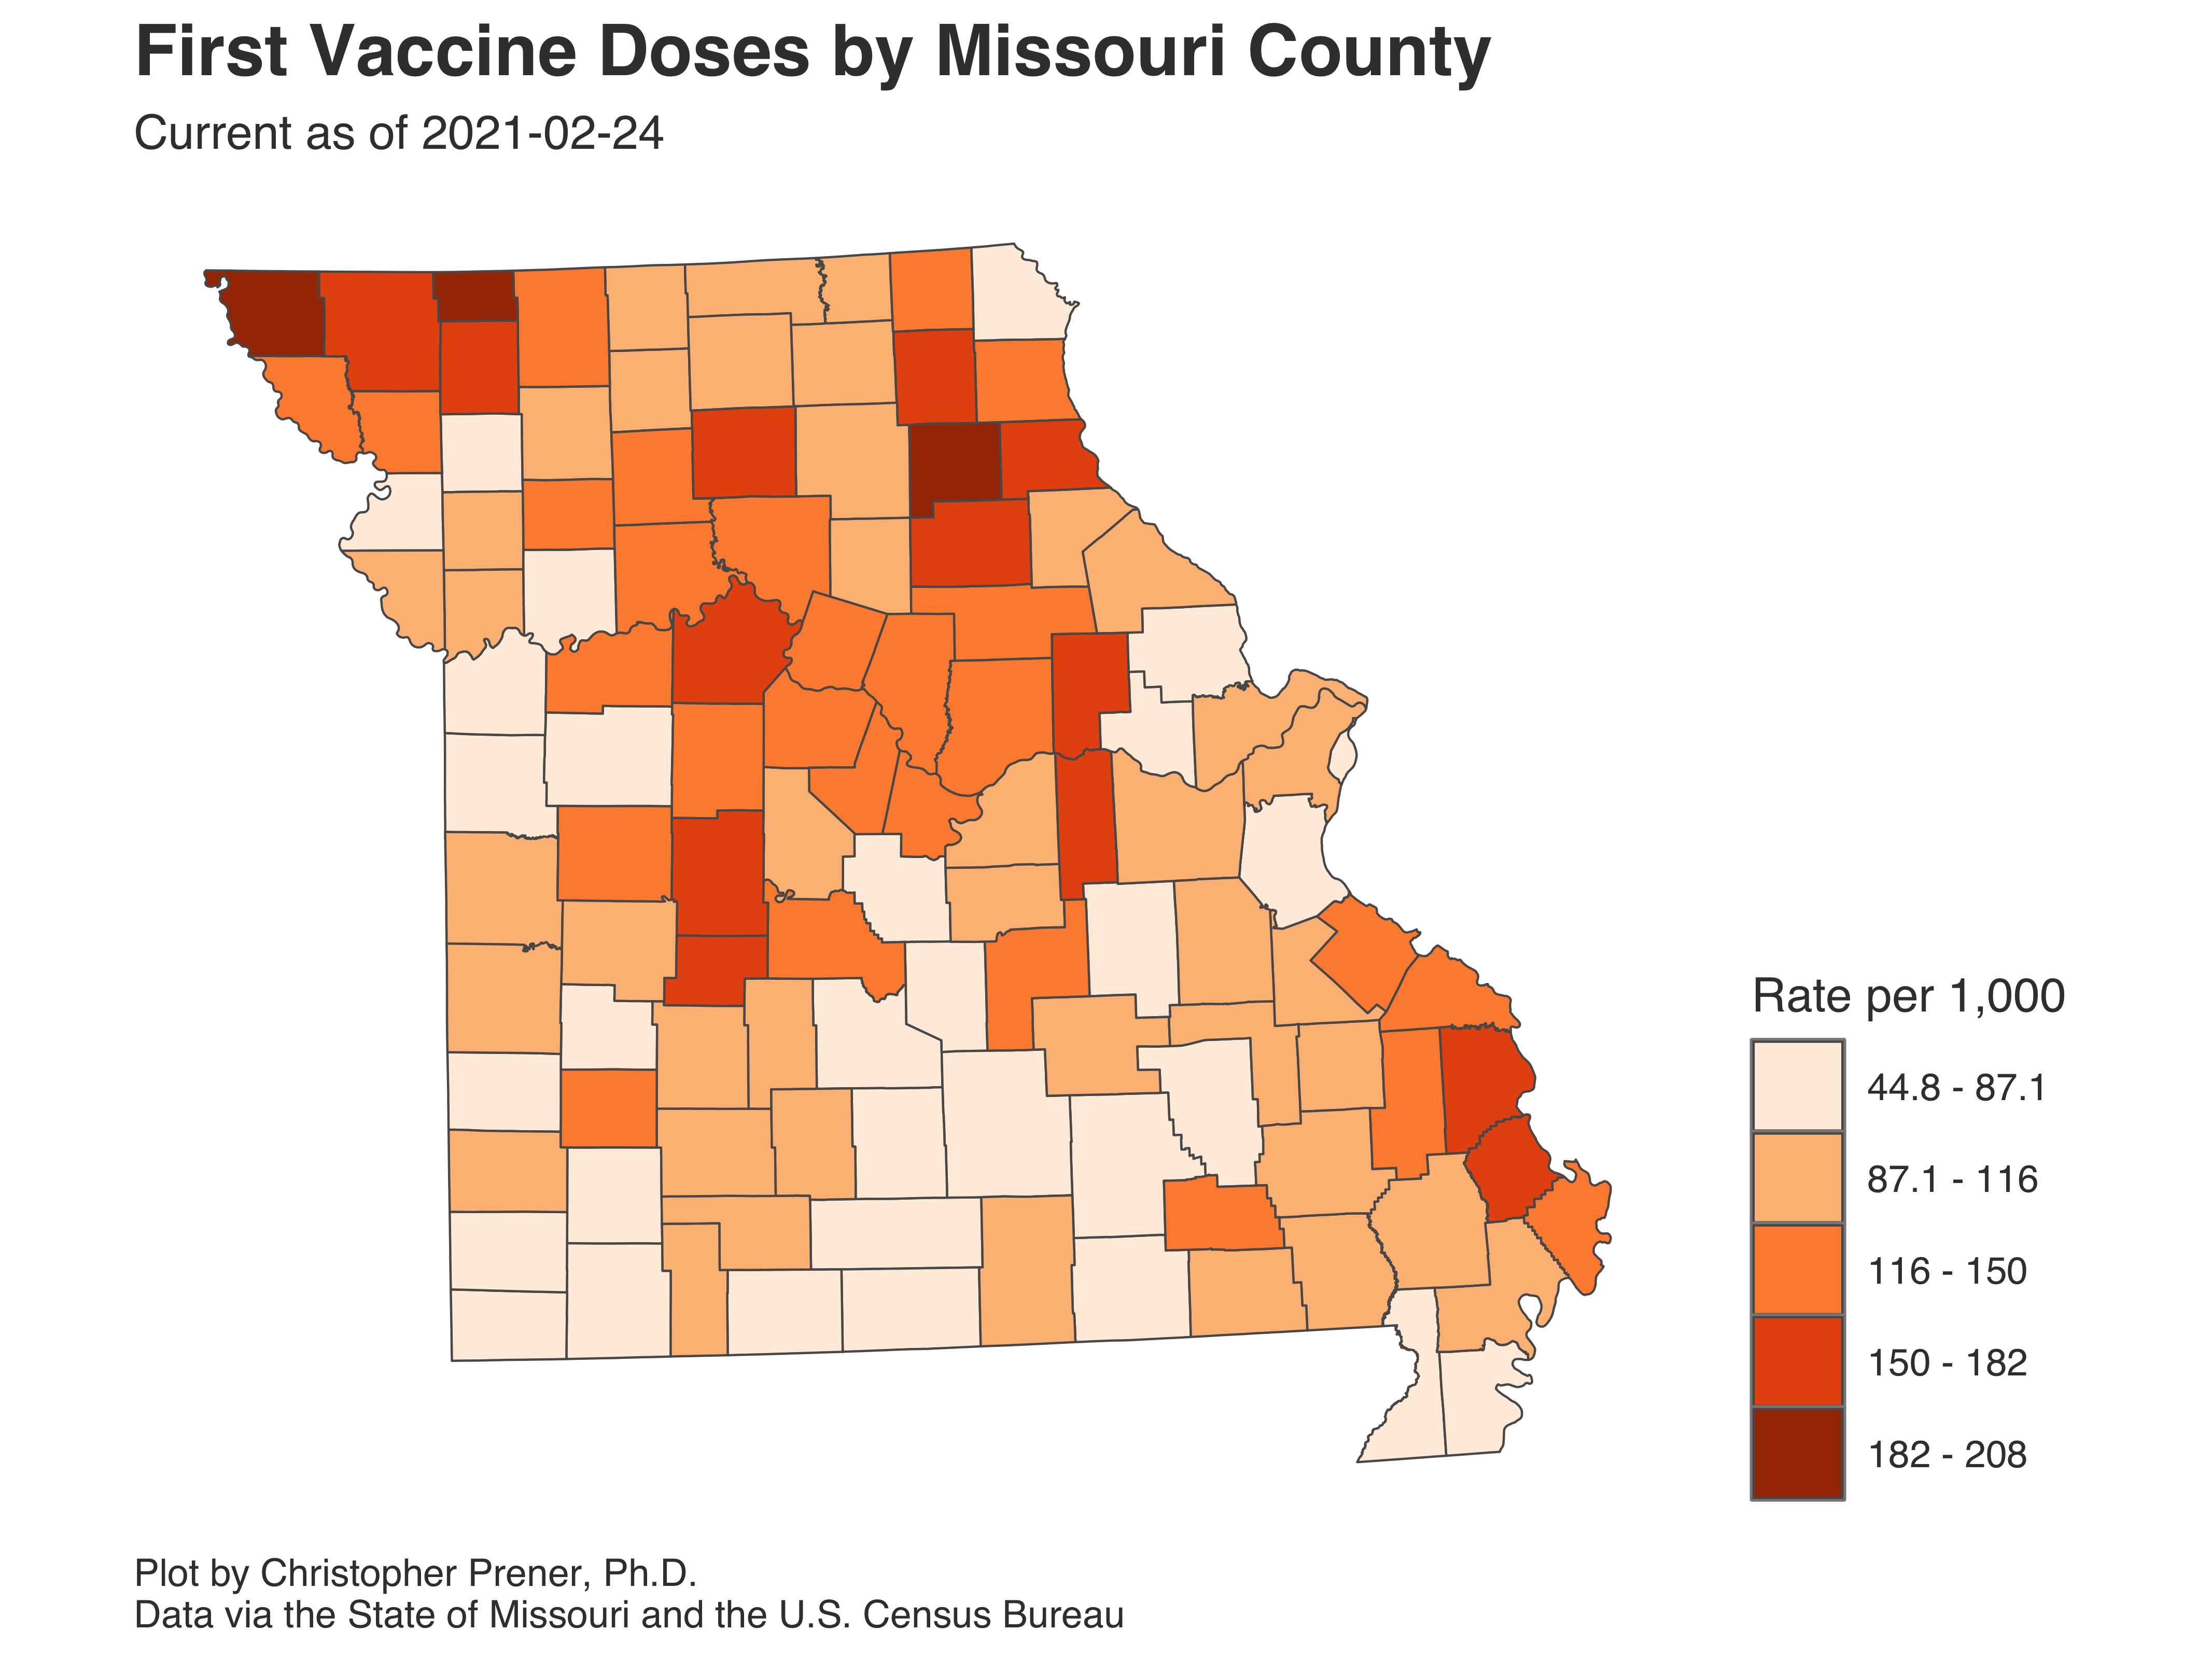 First Vaccine Doses by Missouri County
Current as of 2021-02-24
Rate per 1,000
44.8 - 87.1
87.1 - 116
116 - 150
150 - 182
182 - 208
Plot by Christopher Prener, Ph.D.
Data via the State of Missouri and the U.S. Census Bureau